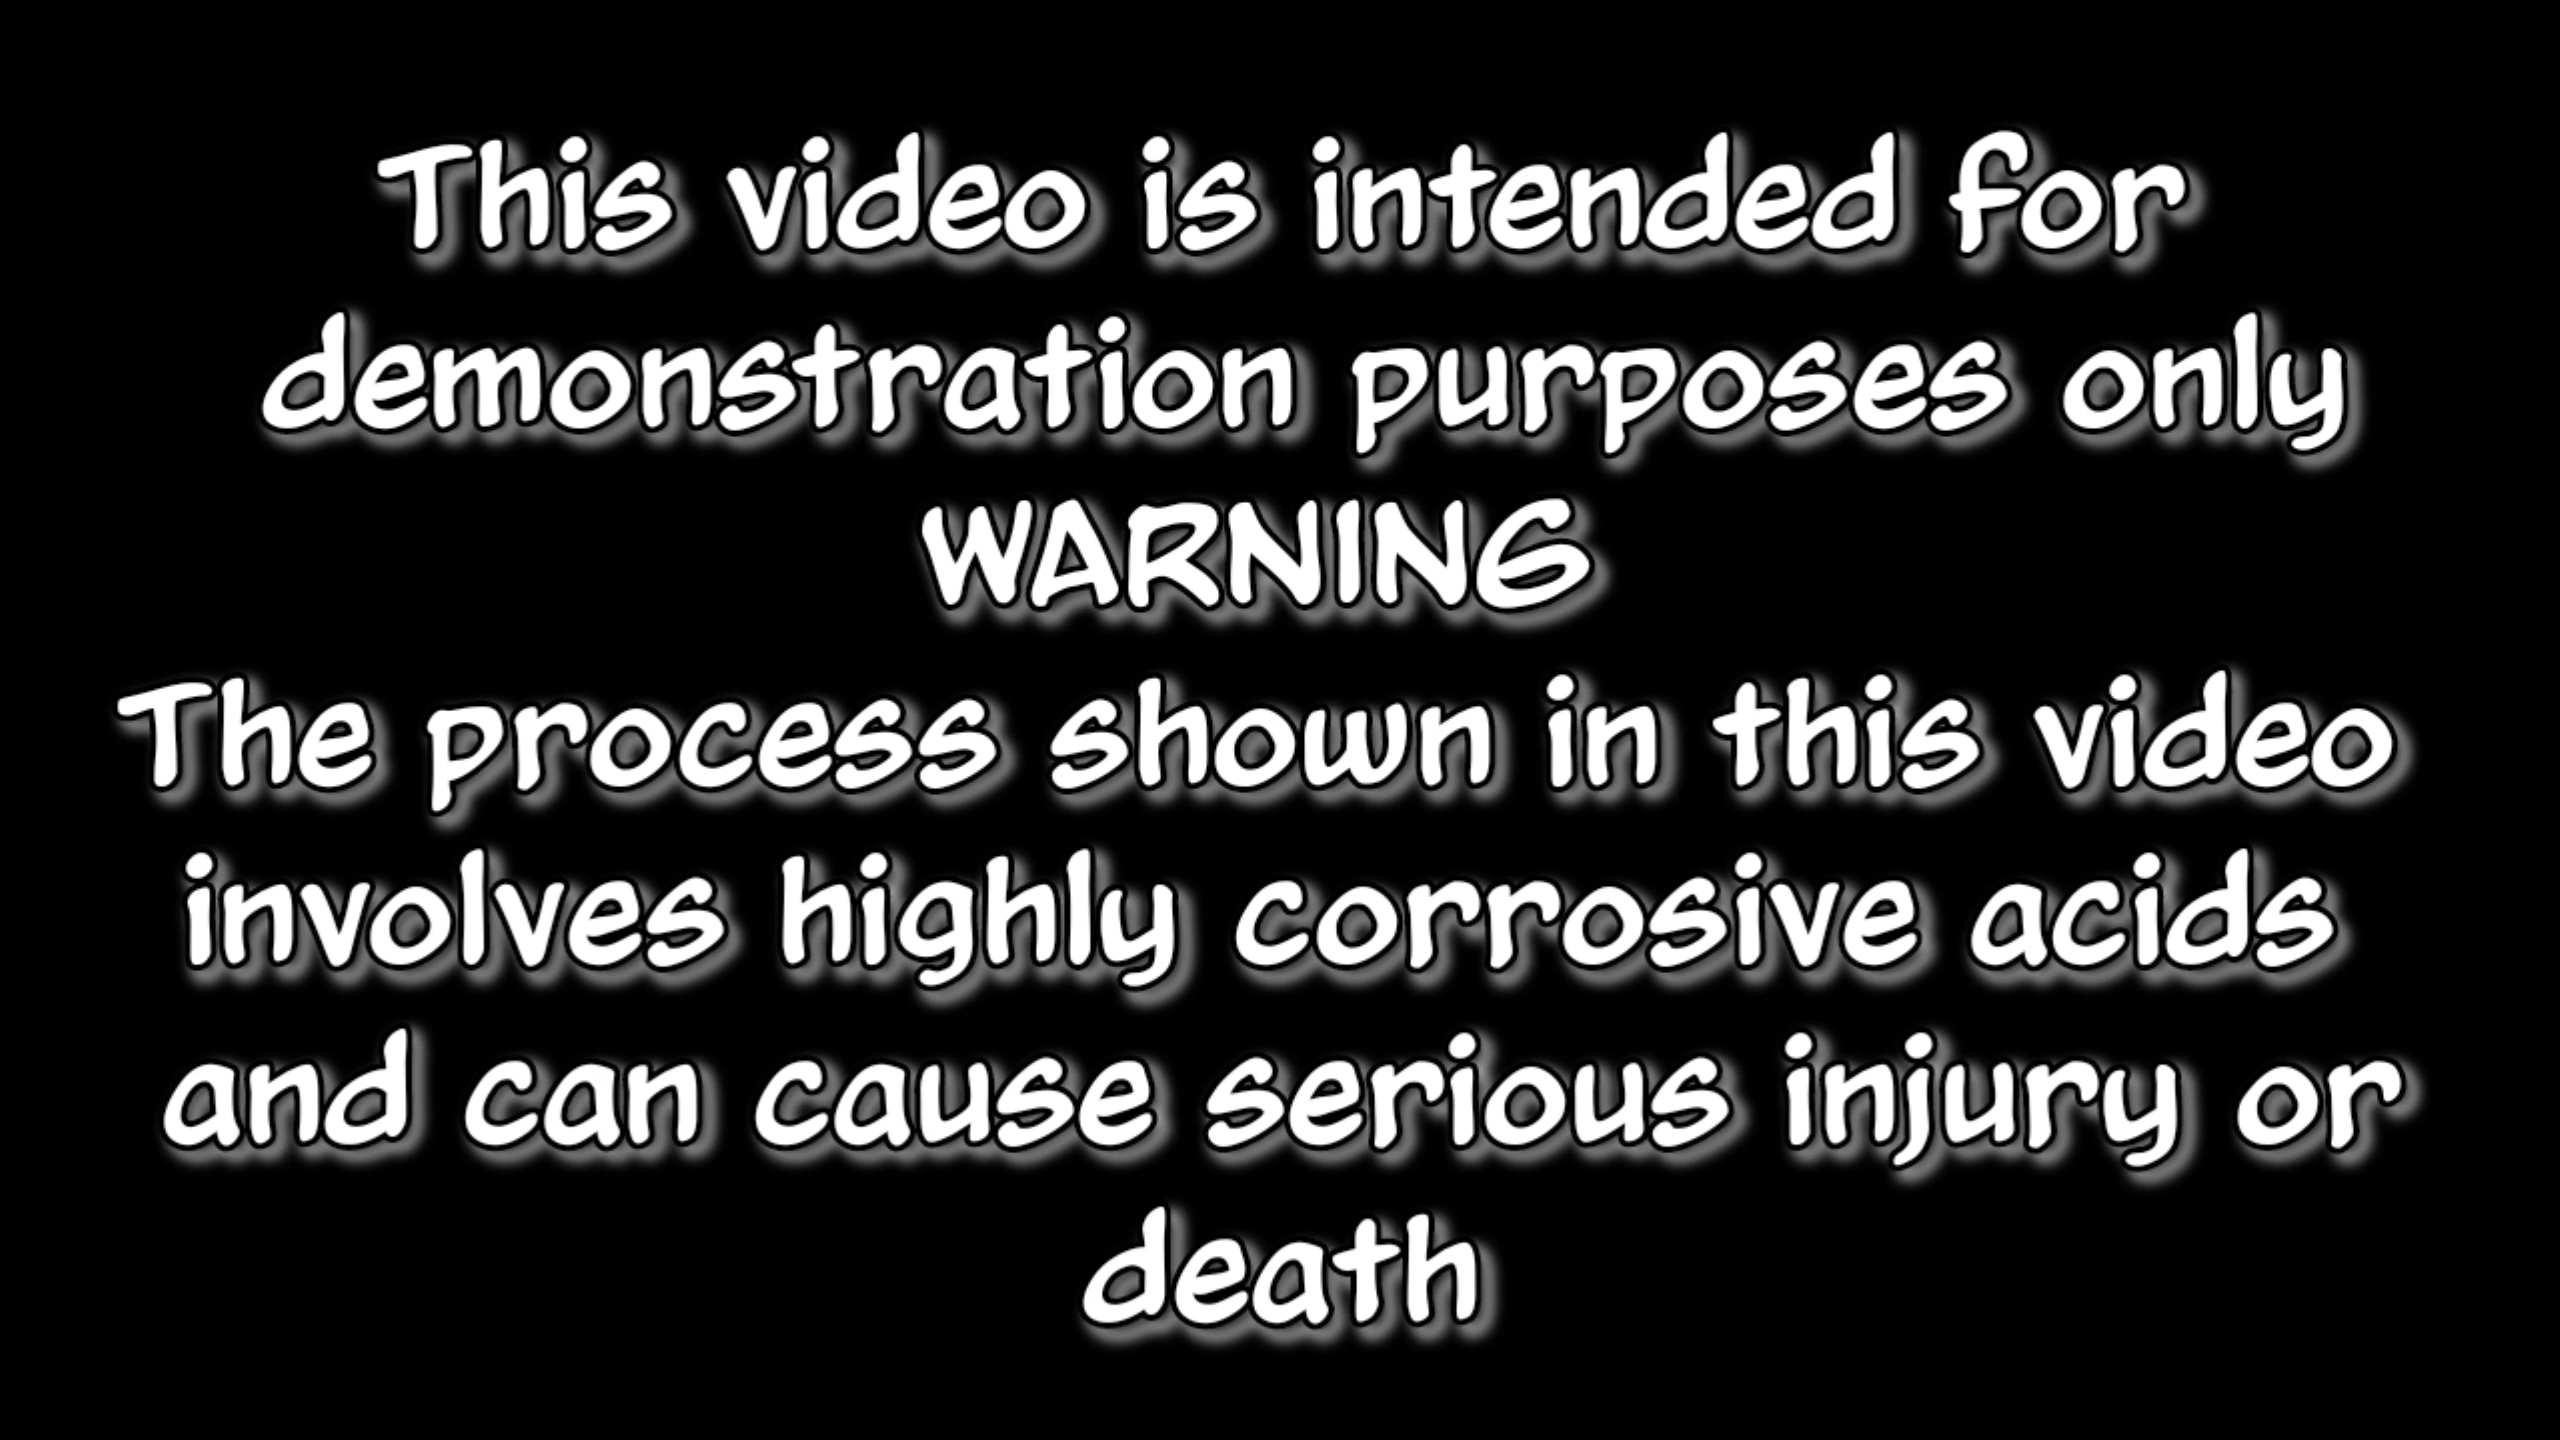 This video is intended for
demonstration purposes only
WARNING
The process shown in this video
involves highly corrosive acids
and can cause serious injury or
death